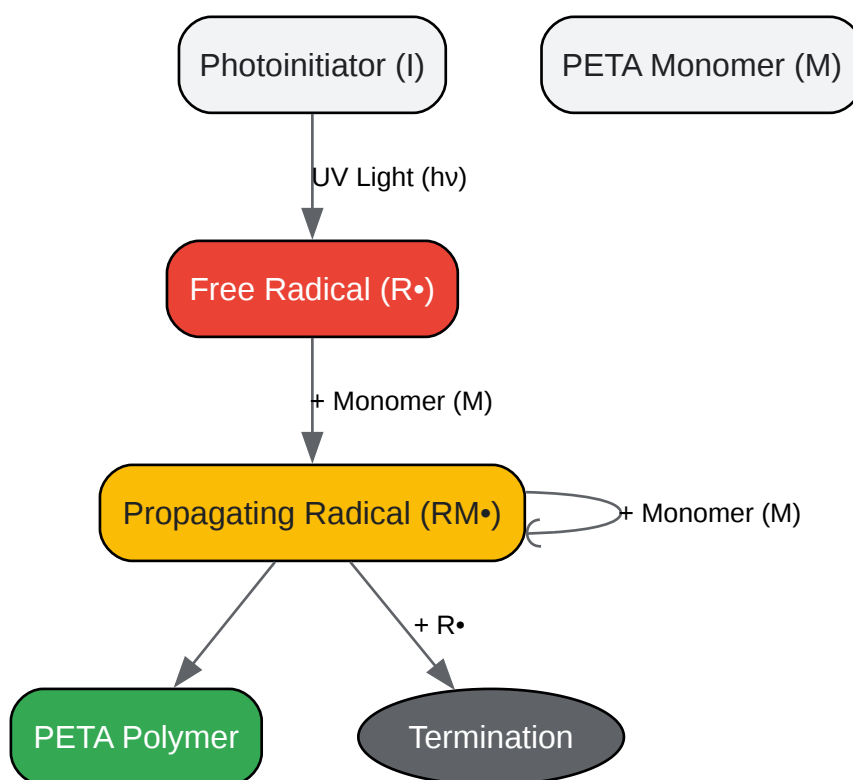 Photoinitiator (I)
PETA Monomer (M)
UV Light (hν)
Free Radical (R•)
+ Monomer (M)
Propagating Radical (RM•)
+ Monomer (M)
+ R•
PETA Polymer
Termination